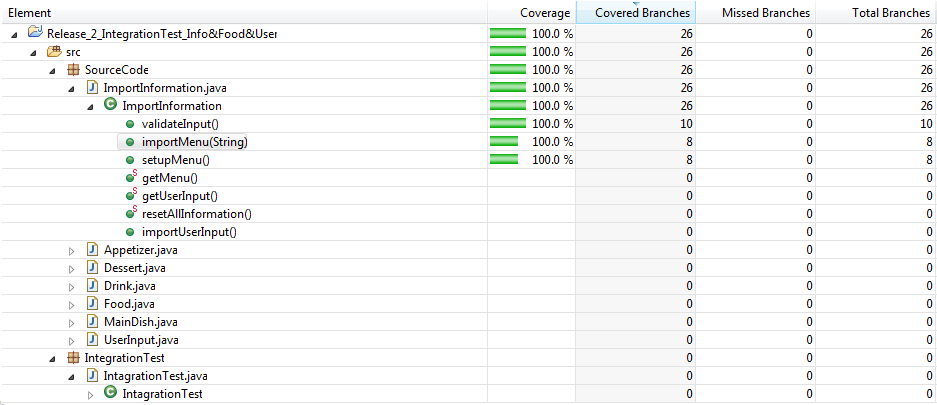 Element Coverage Covered Branches Missed Branches Total Branches
Release_2_IntegrationTest_Info&Food&User 100.0 % 26 0 26
src 100.0 % 26 0 26
SourceCode 100.0 % 26 0 26
J ImportInformation.java 100.0 % 26 0 26
C ImportInformation 100.0 % 26 0 26
validateInput() 100.0 % 10 0 10
importMenu(String) 100.0 % 8 0 8
setupMenu() 100.0 % 8 0 8
S getMenu() 0 0 0
S getUserInput() 0 0 0
S resetAllInformation() 0 0 0
importUserInput() 0 0 0
J Appetizer.java 0 0 0
J Dessert.java 0 0 0
J Drink.java 0 0 0
J Food.java 0 0 0
J MainDish.java 0 0 0
J UserInput.java 0 0 0
IntegrationTest 0 0 0
J IntagrationTest.java 0 0 0
C IntagrationTest 0 0 0